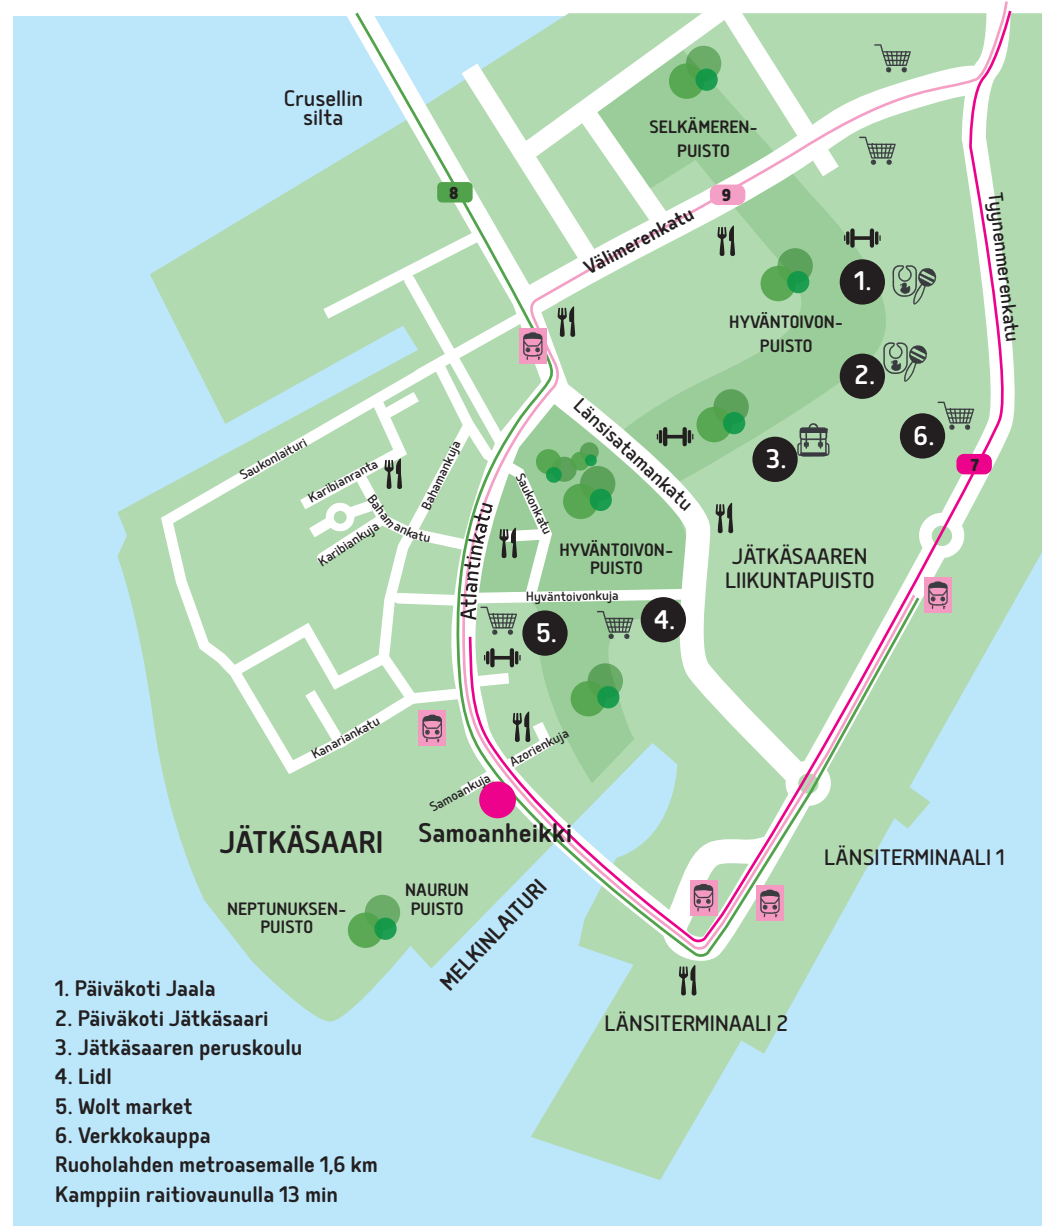 Crusellin
silta
SELKÄMEREN-
PUISTO
8
9
Välimerenkatu
Tyynenmerenkatu
1.
HYVÄNTOIVON-
PUISTO
2.
Länsisatamankatu
6.
3.
7
Saukonlaituri
Karibianranta
Bahamankuja
Bahamankatu
Karibiankuja
Saukonkatu
Atlantinkatu
HYVÄNTOIVON-
PUISTO
JÄTKÄSAAREN
LIIKUNTAPUISTO
Hyväntoivonkuja
5.
4.
Kanariankatu
Azorienkuja
Samoankuja
Samoanheikki
JÄTKÄSAARI
LÄNSITERMINAALI 1
NAURUN
PUISTO
NEPTUNUKSEN-
PUISTO
MELKINLAITURI
LÄNSITERMINAALI 2
1. Päiväkoti Jaala
2. Päiväkoti Jätkäsaari
3. Jätkäsaaren peruskoulu
4. Lidl
5. Wolt market
6. Verkkokauppa
Ruoholahden metroasemalle 1,6 km
Kamppiin raitiovaunulla 13 min